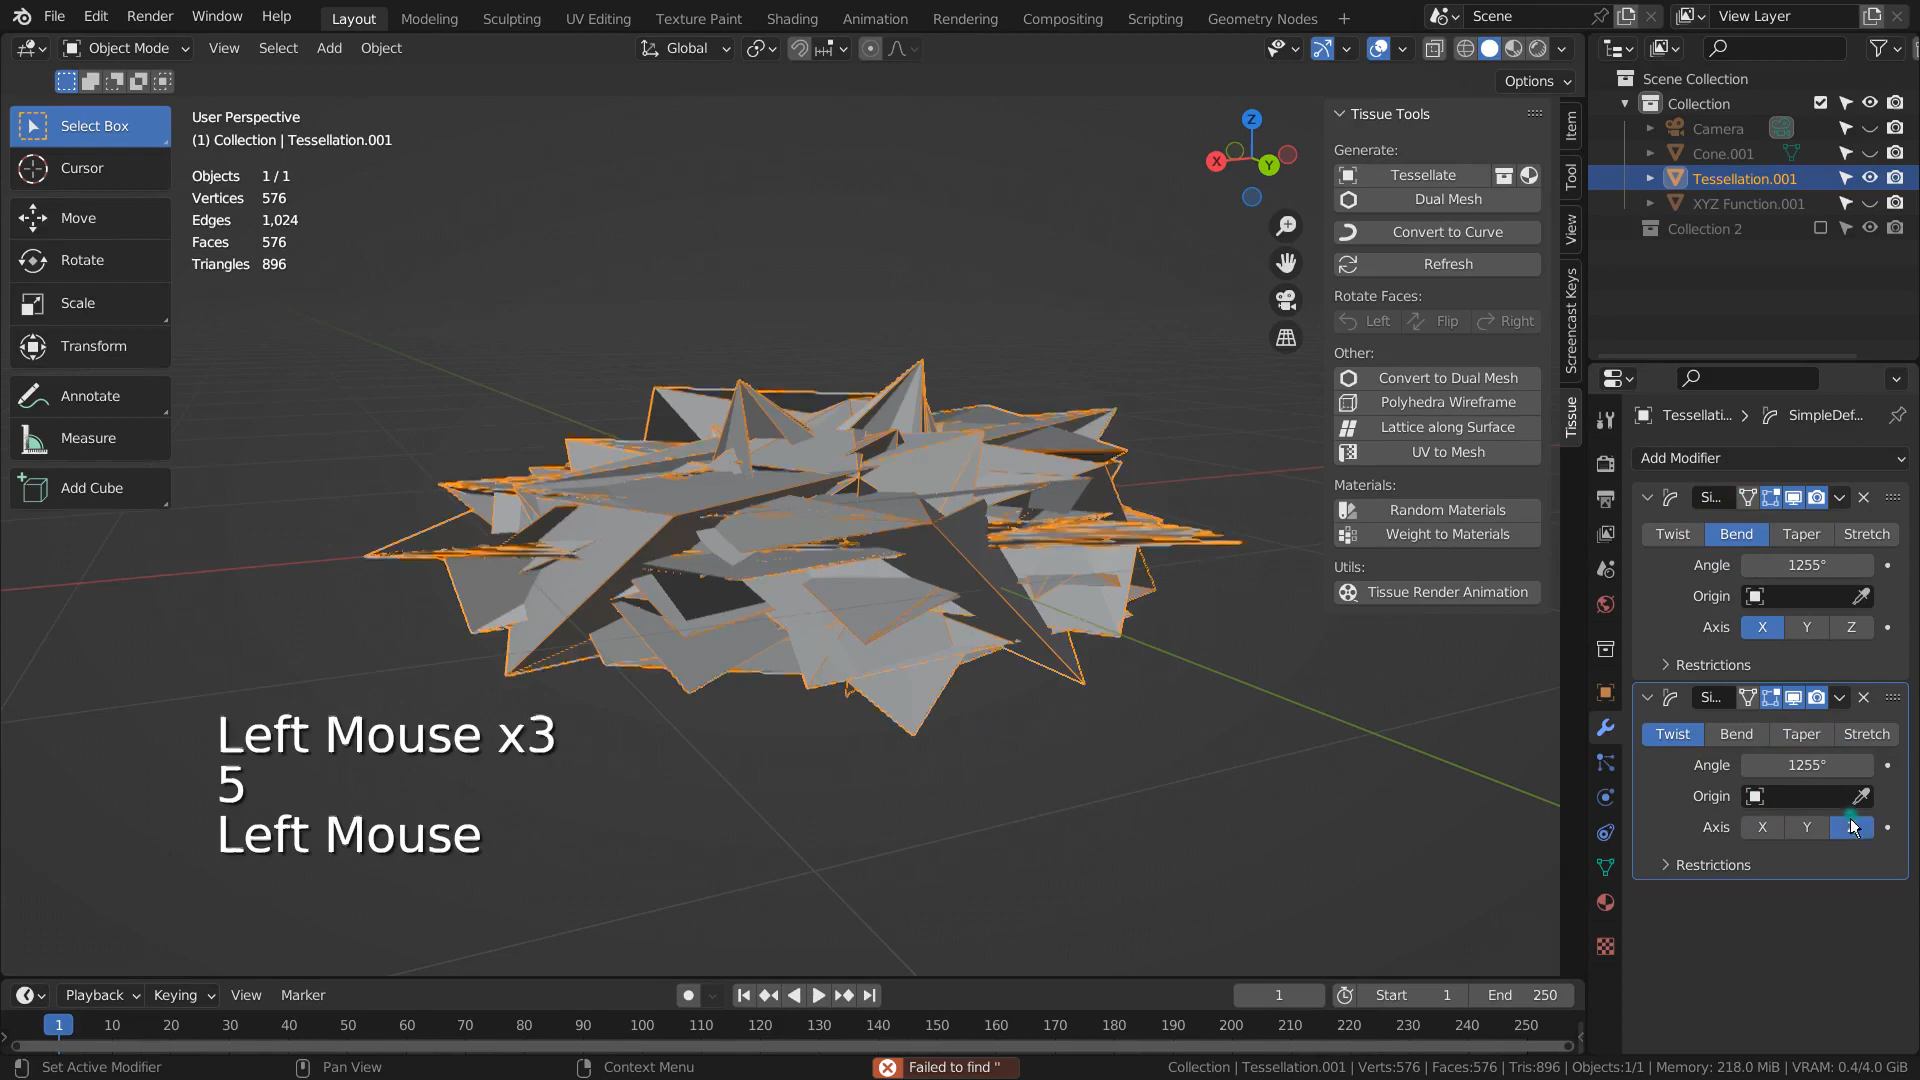 File Edit Render Window Help Layout Modeling Sculpting UV Editing Texture Paint Shading Animation Rendering Compositing Scripting Geometry Nodes + Scene View Layer
Object Mode View Select Add Object Global
Options
Select Box
Cursor
Move
Rotate
Scale
Transform
Annotate
Measure
Add Cube
User Perspective
(1) Collection | Tessellation.001
Objects 1 / 1
Vertices 576
Edges 1,024
Faces 576
Triangles 896
Z
X
Y
Tissue Tools
Generate:
Tessellate
Dual Mesh
Convert to Curve
Refresh
Rotate Faces:
Left Flip Right
Other:
Convert to Dual Mesh
Polyhedra Wireframe
Lattice along Surface
UV to Mesh
Materials:
Random Materials
Weight to Materials
Utils:
Tissue Render Animation
Item
Tool
View
Screencast Keys
Tissue
Scene Collection
Collection
Camera
Cone.001
Tessellation.001
XYZ Function.001
Collection 2
Tessellati... > SimpleDef...
Add Modifier
Si...
Twist Bend Taper Stretch
Angle 1255°
Origin
Axis X Y Z
Restrictions
Si...
Twist Bend Taper Stretch
Angle 1255°
Origin
Axis X Y
Restrictions
Left Mouse x3
5
Left Mouse
Playback Keying View Marker 1 Start 1 End 250
1 10 20 30 40 50 60 70 80 90 100 110 120 130 140 150 160 170 180 190 200 210 220 230 240 250
Set Active Modifier Pan View Context Menu Failed to find '' Collection | Tessellation.001 | Verts:576 | Faces:576 | Tris:896 | Objects:1/1 | Memory: 218.0 MiB | VRAM: 0.4/4.0 GiB